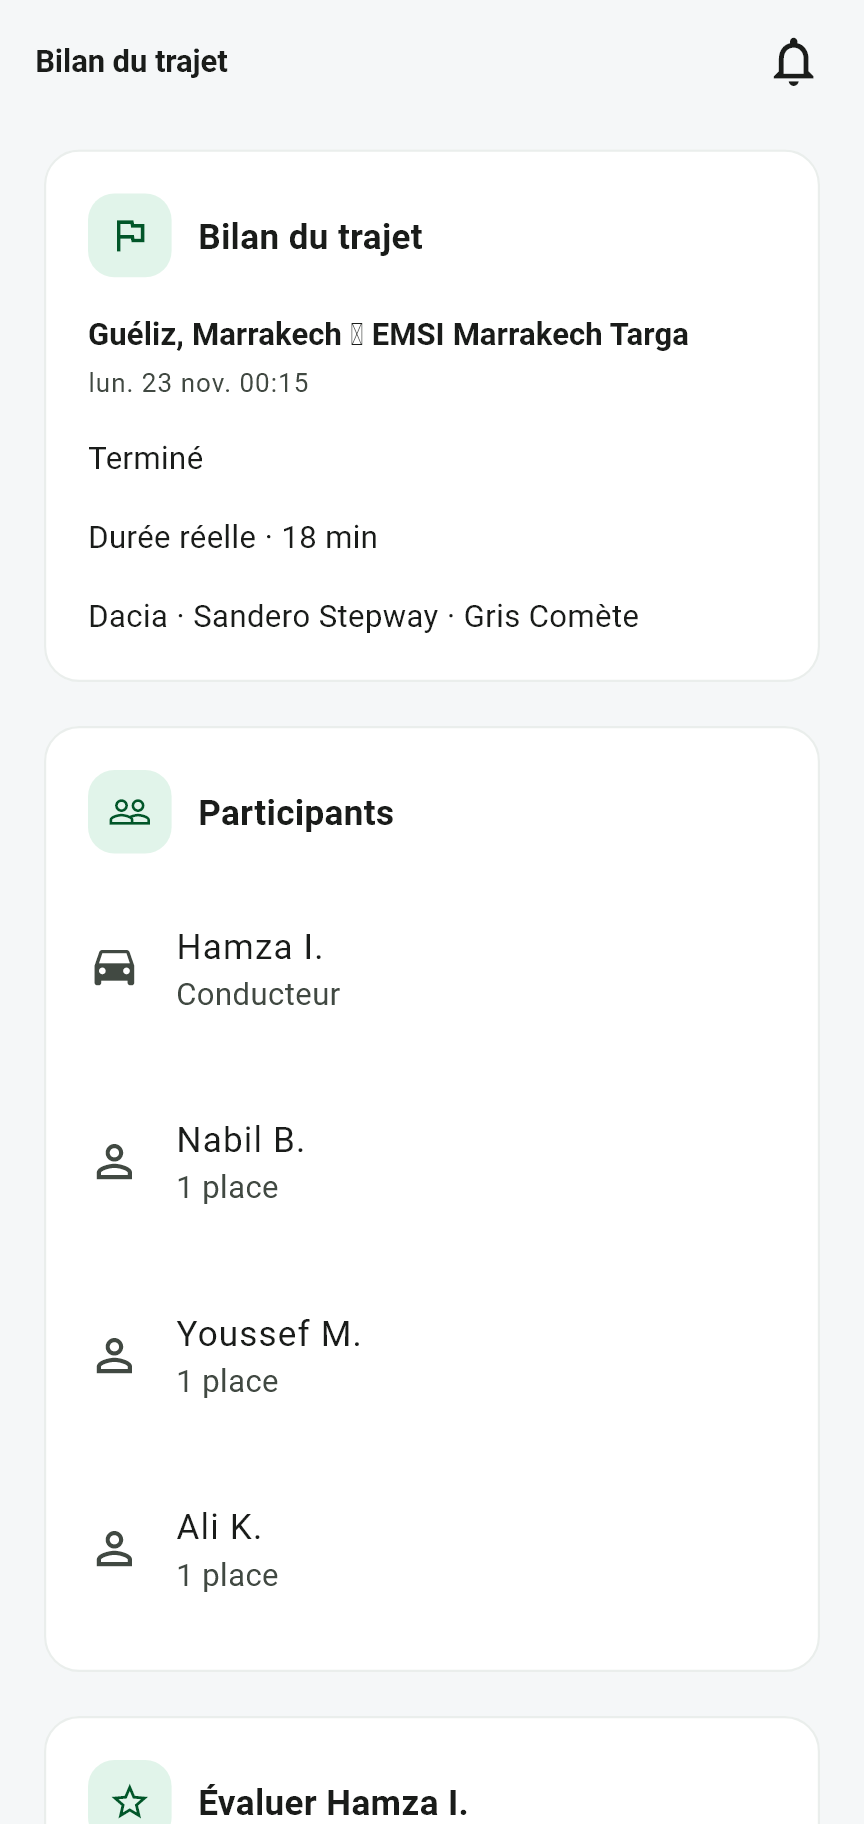 Bilan du trajet
Bilan du trajet
Guéliz, Marrakech EMSI Marrakech Targa
lun. 23 nov. 00:15
Terminé
Durée réelle · 18 min
Dacia · Sandero Stepway · Gris Comète
Participants
Hamza I.
Conducteur
Nabil B.
1 place
Youssef M.
1 place
Ali K.
1 place
Évaluer Hamza I.